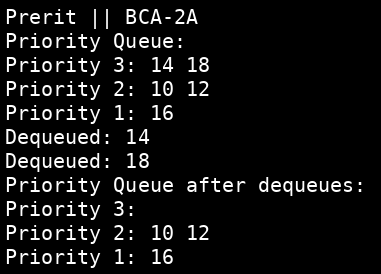 Prerit || BCA-2A
Priority Queue:
Priority 3: 14 18
Priority 2: 10 12
Priority 1: 16
Dequeued: 14
Dequeued: 18
Priority Queue after dequeues:
Priority 3:
Priority 2: 10 12
Priority 1: 16